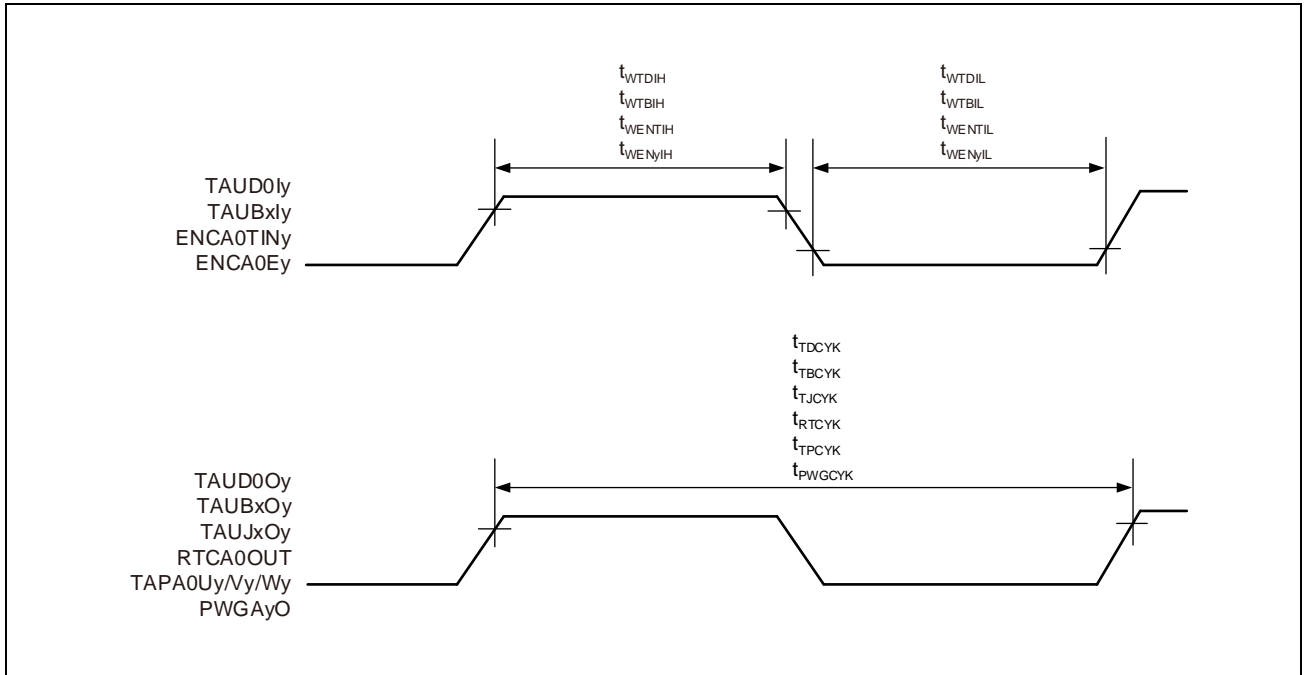 tWTDIH
tWTBIH
tWENTIH
tWENyIH
tWTDIL
tWTBIL
tWENTIL
tWENyIL
TAUD0Iy
TAUBxIy
ENCA0TINy
ENCA0Ey
tTDCYK
tTBCYK
tTJCYK
tRTCYK
tTPCYK
tPWGCYK
TAUD0Oy
TAUBxOy
TAUJxOy
RTCA0OUT
TAPA0Uy/Vy/Wy
PWGAyO